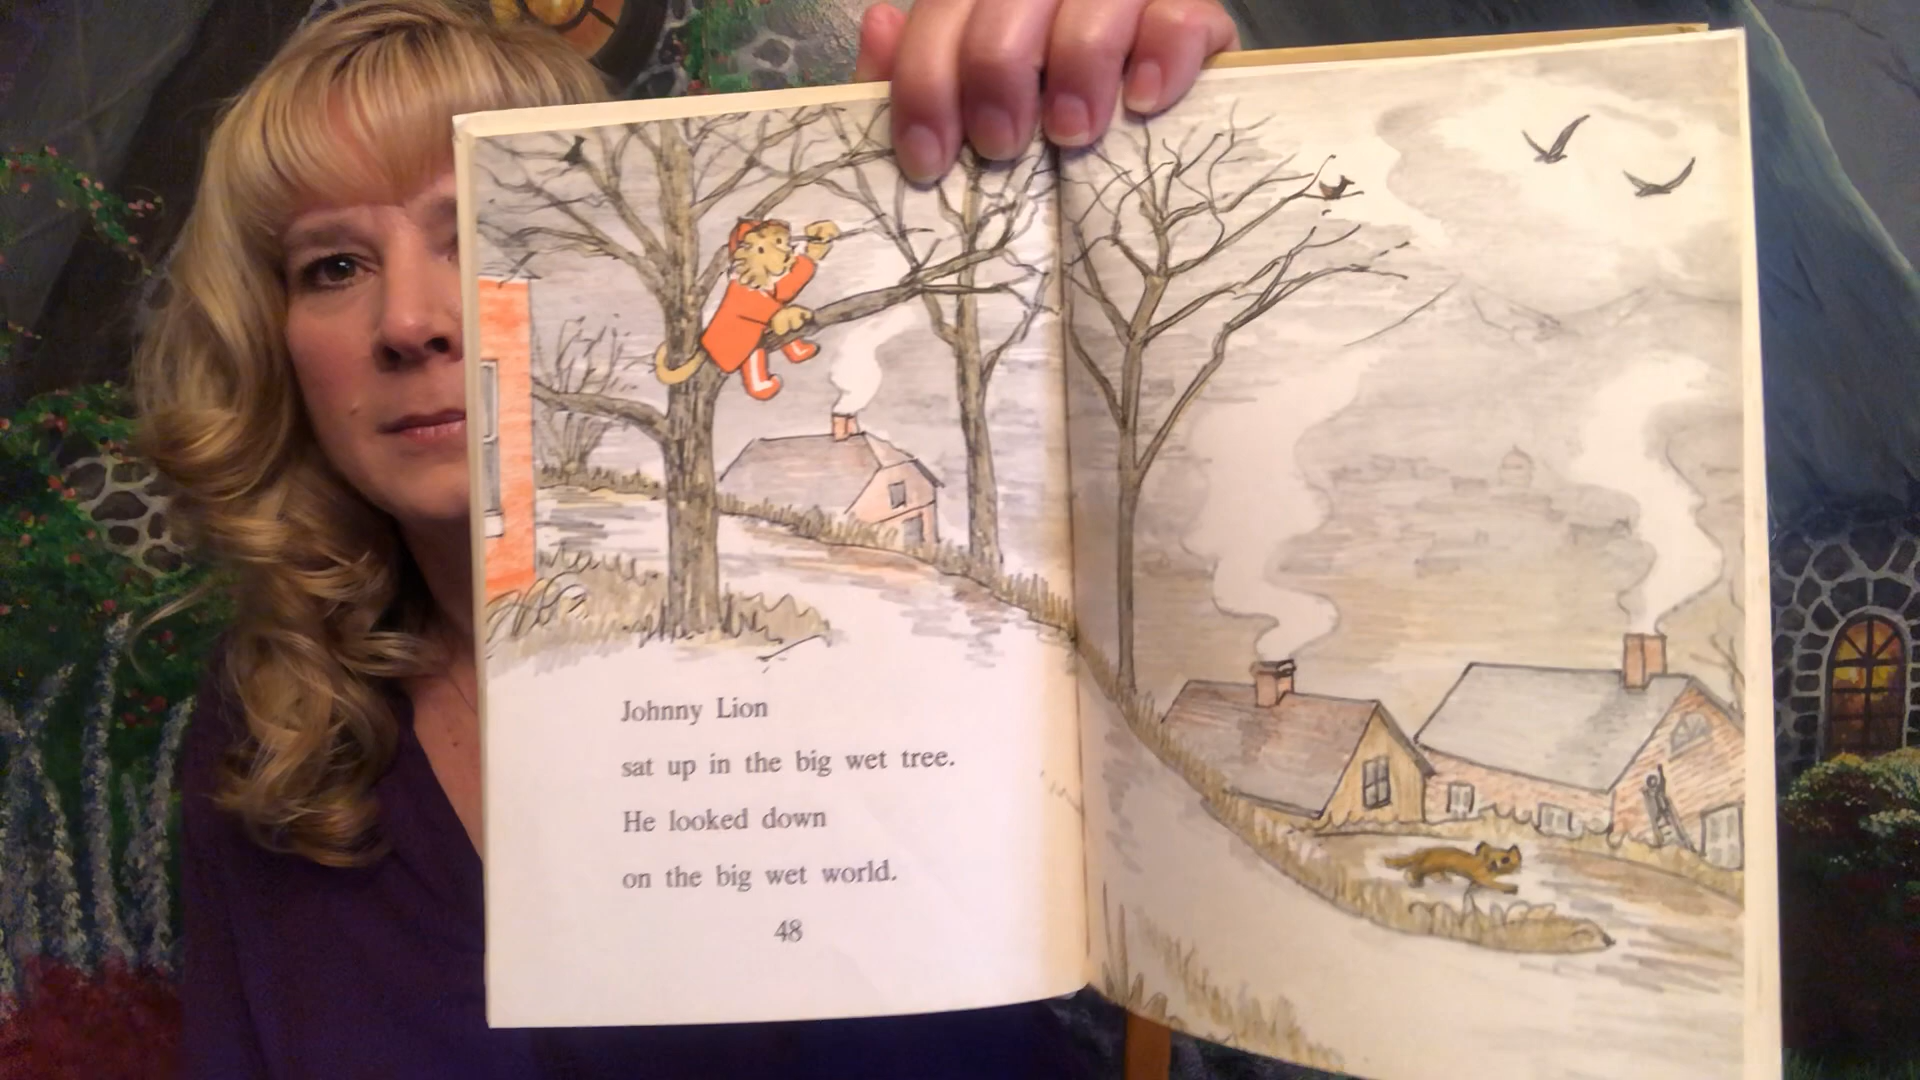 Johnny Lion
sat up in the big wet tree.
He looked down
on the big wet world.
48